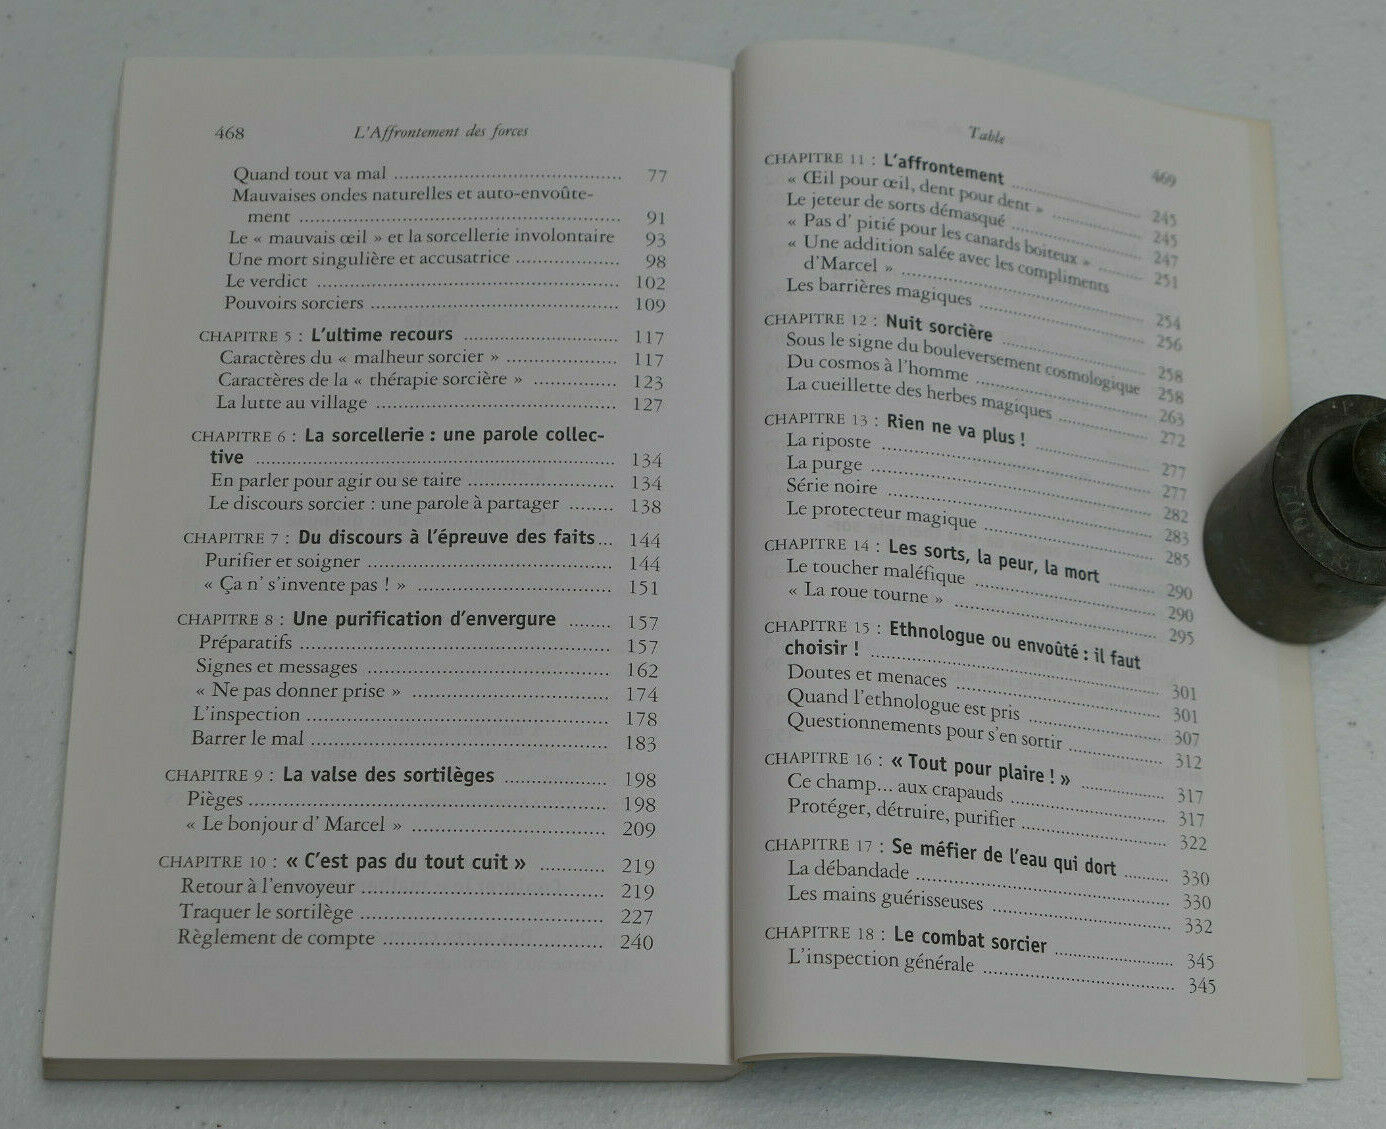 468 L'Affrontement des forces
Quand tout va mal ........ 77
Mauvaises ondes naturelles et auto-envoûte-
ment ........ 91
Le « mauvais œil » et la sorcellerie involontaire 93
Une mort singulière et accusatrice ........ 98
Le verdict ........ 102
Pouvoirs sorciers ........ 109
CHAPITRE 5 : L'ultime recours ........ 117
Caractères du « malheur sorcier » ........ 117
Caractères de la « thérapie sorcière » ........ 123
La lutte au village ........ 127
CHAPITRE 6 : La sorcellerie : une parole collec-
tive ........ 134
En parler pour agir ou se taire ........ 134
Le discours sorcier : une parole à partager ........ 138
CHAPITRE 7 : Du discours à l'épreuve des faits ... 144
Purifier et soigner ........ 144
« Ça n' s'invente pas ! » ........ 151
CHAPITRE 8 : Une purification d'envergure ........ 157
Préparatifs ........ 157
Signes et messages ........ 162
« Ne pas donner prise » ........ 174
L'inspection ........ 178
Barrer le mal ........ 183
CHAPITRE 9 : La valse des sortilèges ........ 198
Pièges ........ 198
« Le bonjour d' Marcel » ........ 209
CHAPITRE 10 : « C'est pas du tout cuit » ........ 219
Retour à l'envoyeur ........ 219
Traquer le sortilège ........ 227
Règlement de compte ........ 240
Table 469
CHAPITRE 11 : L'affrontement ........ 245
« Œil pour œil, dent pour dent » ........ 245
Le jeteur de sorts démasqué ........ 247
« Pas d' pitié pour les canards boiteux » ........ 251
« Une addition salée avec les compliments
d'Marcel » ........ 254
Les barrières magiques ........ 256
CHAPITRE 12 : Nuit sorcière ........ 258
Sous le signe du bouleversement cosmologique 258
Du cosmos à l'homme ........ 263
La cueillette des herbes magiques ........ 272
CHAPITRE 13 : Rien ne va plus ! ........ 277
La riposte ........ 277
La purge ........ 282
Série noire ........ 283
Le protecteur magique ........ 285
CHAPITRE 14 : Les sorts, la peur, la mort ........ 290
Le toucher maléfique ........ 290
« La roue tourne » ........ 295
CHAPITRE 15 : Ethnologue ou envoûté : il faut
choisir ! ........ 301
Doutes et menaces ........ 301
Quand l'ethnologue est pris ........ 307
Questionnements pour s'en sortir ........ 312
CHAPITRE 16 : « Tout pour plaire ! » ........ 317
Ce champ... aux crapauds ........ 317
Protéger, détruire, purifier ........ 322
CHAPITRE 17 : Se méfier de l'eau qui dort ........ 330
La débandade ........ 330
Les mains guérisseuses ........ 332
CHAPITRE 18 : Le combat sorcier ........ 345
L'inspection générale ........ 345